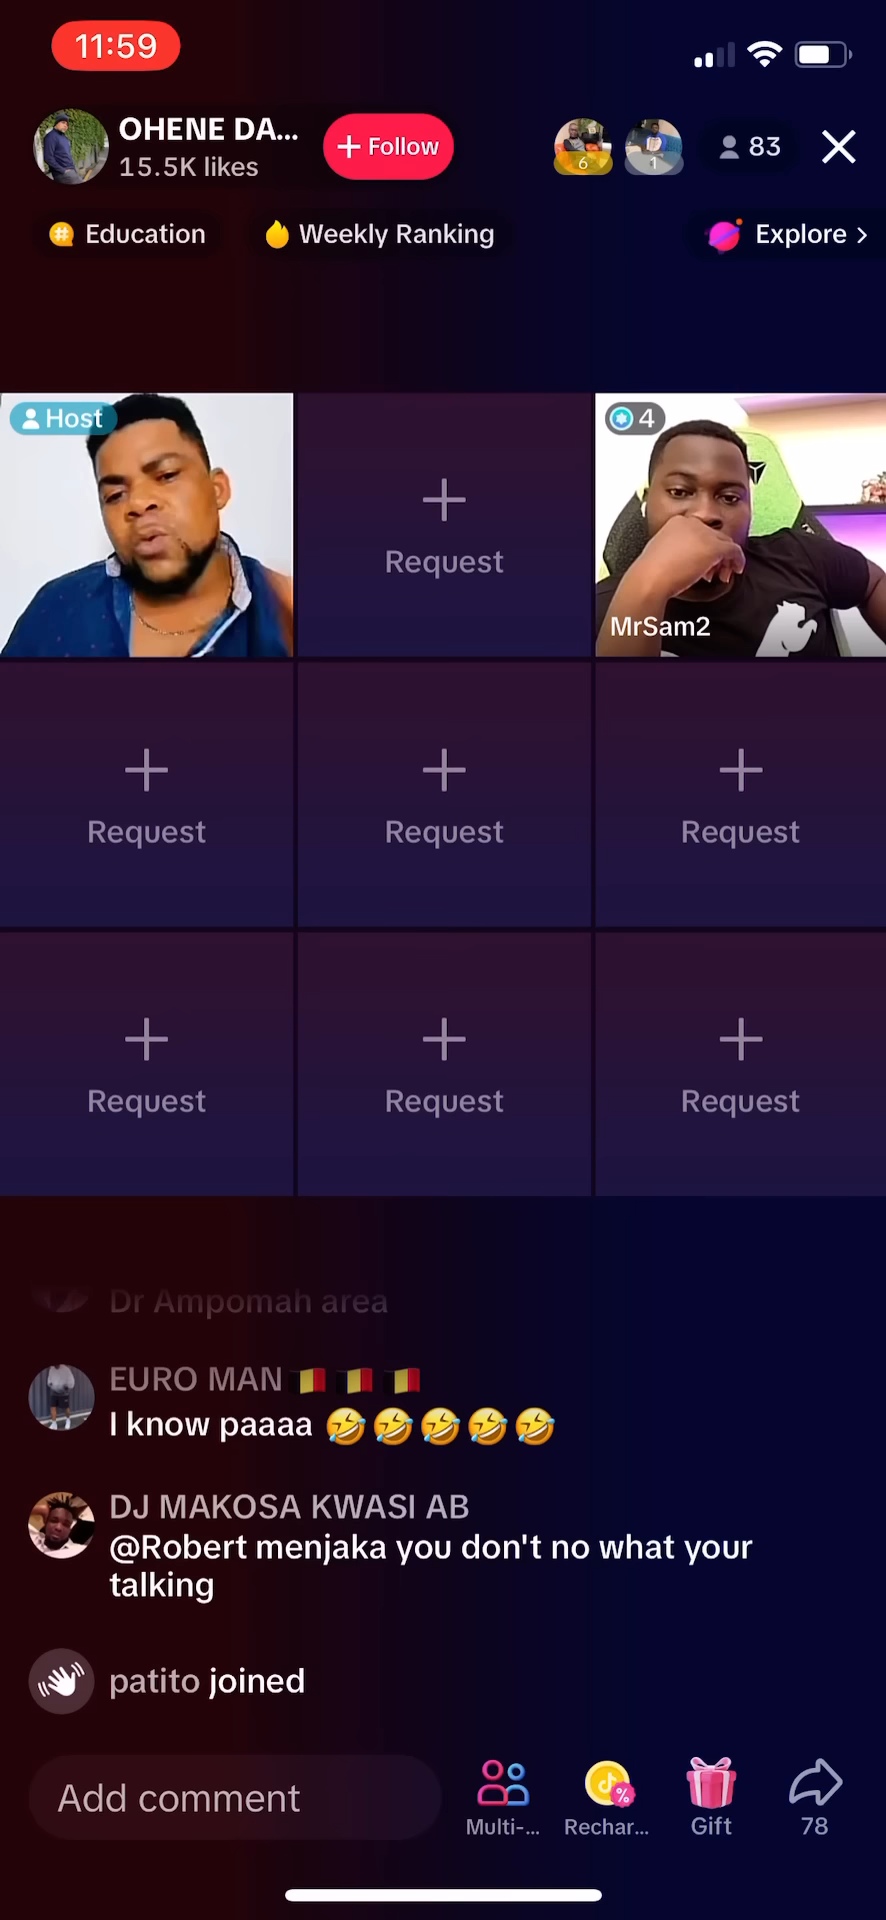 11:59
OHENE DA...
15.5K likes
+ Follow
6
1
83
Education
Weekly Ranking
Explore >
Host
Request
4
MrSam2
Request
Request
Request
Request
Request
Request
Dr Ampomah area
EURO MAN🇧🇪🇧🇪🇧🇪
I know paaaa 🤣🤣🤣🤣🤣
DJ MAKOSA KWASI AB
@Robert menjaka you don't no what your
talking
patito joined
Add comment
Multi-...
Rechar...
Gift
78